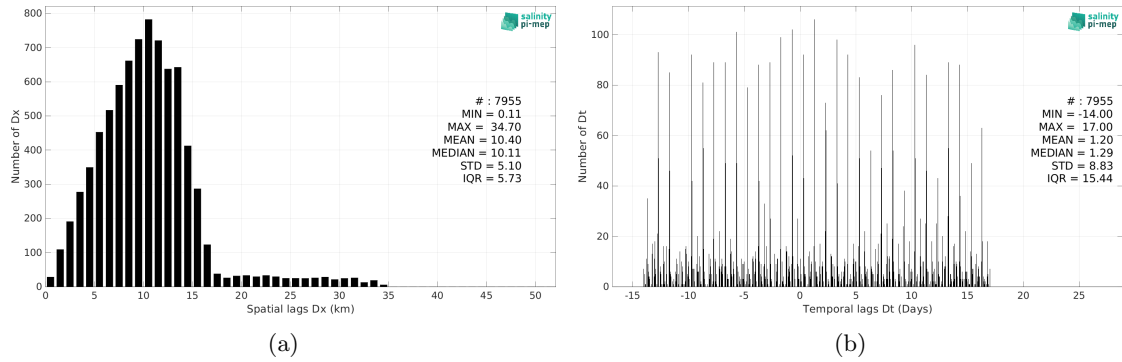 800
700
600
500
400
300
200
100
0
Number of Dx
0 5 10 15 20 25 30 35 40 45 50
Spatial lags Dx (km)
salinity
pi-mep
# : 7955
MIN = 0.11
MAX = 34.70
MEAN = 10.40
MEDIAN = 10.11
STD = 5.10
IQR = 5.73
(a)
100
80
60
40
20
0
Number of Dt
-15 -10 -5 0 5 10 15 20 25
Temporal lags Dt (Days)
salinity
pi-mep
# : 7955
MIN = -14.00
MAX = 17.00
MEAN = 1.20
MEDIAN = 1.29
STD = 8.83
IQR = 15.44
(b)